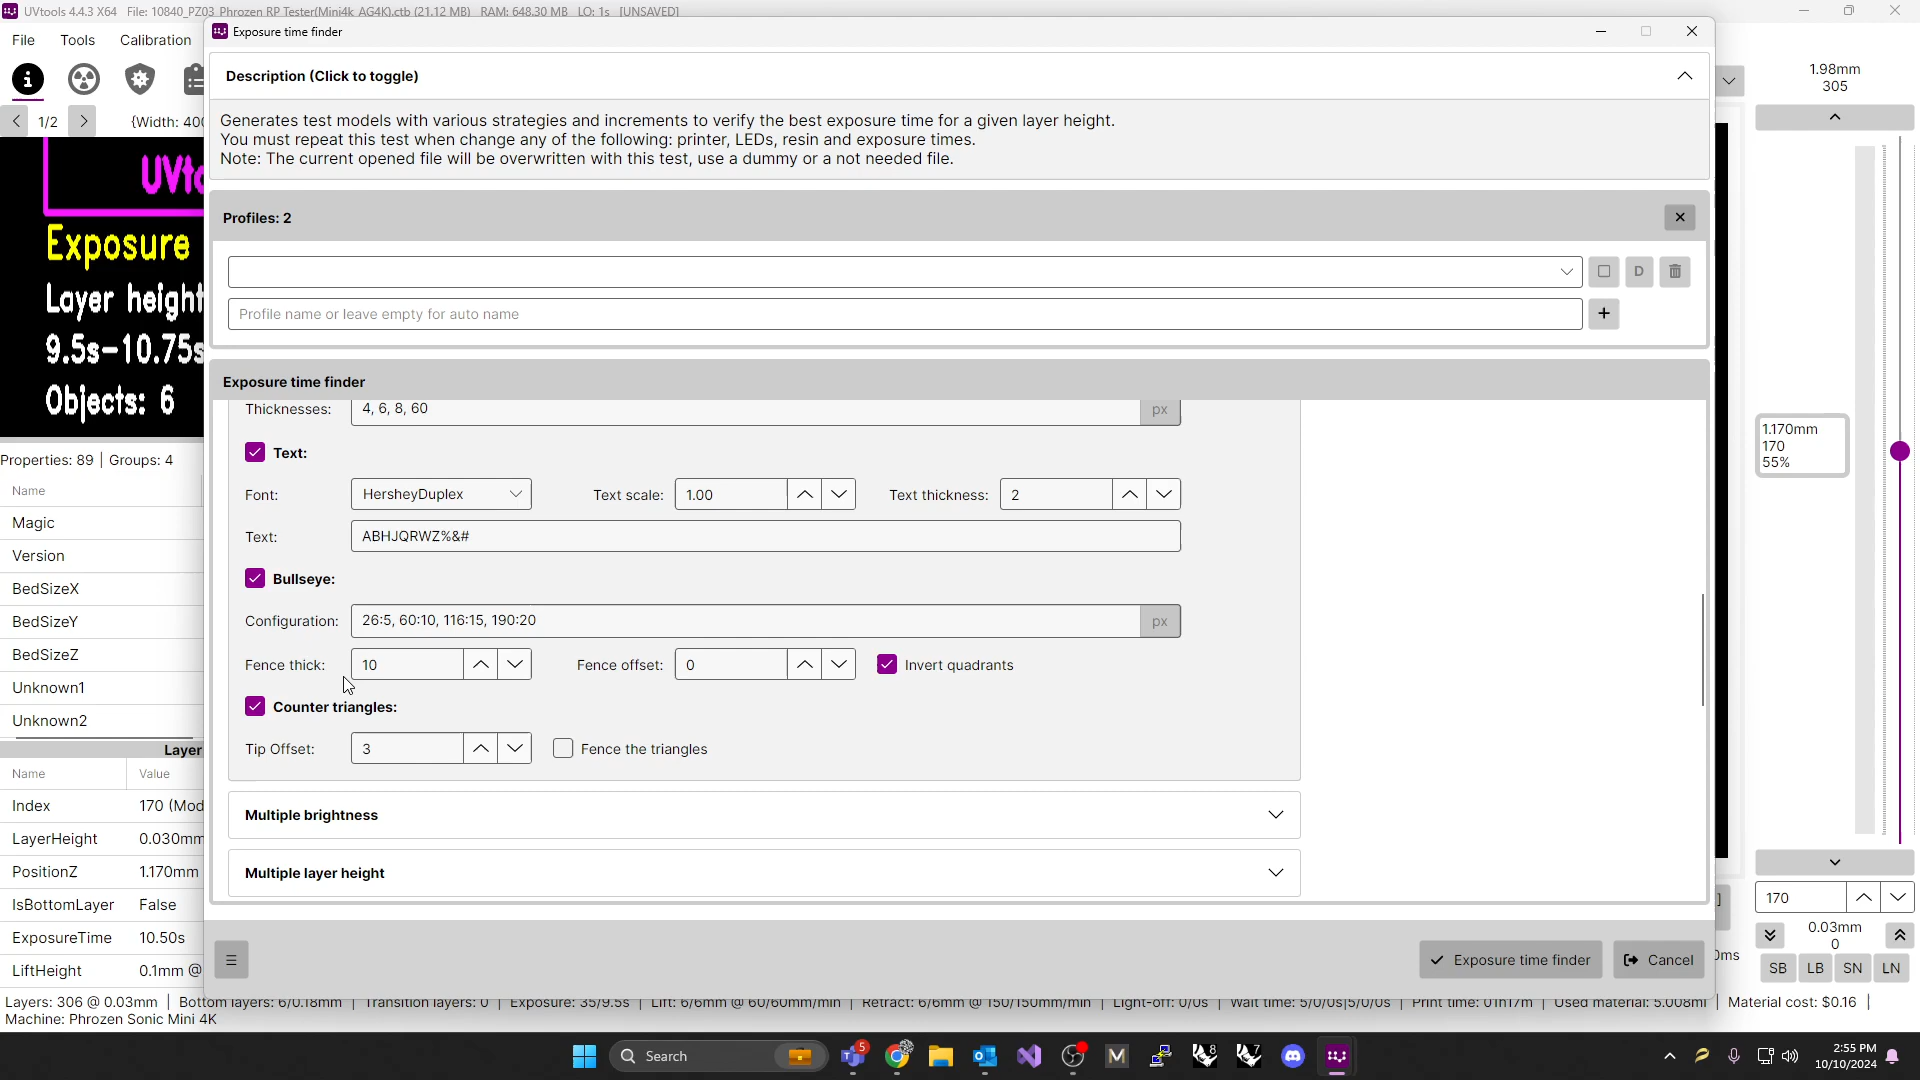 UVtools 4.4.3 X64 File: 10840_PZ03_Phrozen RP Tester(Mini4k AG4K).ctb (21.12 MB) RAM: 648.30 MB LO: 1s [UNSAVED]
File Tools Calibration
Exposure time finder
Description (Click to toggle)
Generates test models with various strategies and increments to verify the best exposure time for a given layer height.
You must repeat this test when change any of the following: printer, LEDs, resin and exposure times.
Note: The current opened file will be overwritten with this test, use a dummy or a not needed file.
1.98mm
305
1/2 {Width: 400
Profiles: 2
D
Profile name or leave empty for auto name
+
UVto
Exposure
Layer height
9.5s-10.75s
Objects: 6
Exposure time finder
Thicknesses: 4, 6, 8, 60 px
Text:
Font: HersheyDuplex Text scale: 1.00 Text thickness: 2
Text: ABHJQRWZ%&#
Bullseye:
Configuration: 26:5, 60:10, 116:15, 190:20 px
Fence thick: 10 Fence offset: 0 Invert quadrants
Counter triangles:
Tip Offset: 3 Fence the triangles
Multiple brightness
Multiple layer height
Exposure time finder Cancel
1.170mm
170
55%
Properties: 89 | Groups: 4
Name
Magic
Version
BedSizeX
BedSizeY
BedSizeZ
Unknown1
Unknown2
Layer
Name Value
Index 170 (Mod
LayerHeight 0.030mm
PositionZ 1.170mm
IsBottomLayer False
ExposureTime 10.50s
LiftHeight 0.1mm @
170
0.03mm
0
SB LB SN LN
]
0ms
Layers: 306 @ 0.03mm | Bottom layers: 6/0.18mm | Transition layers: 0 | Exposure: 35/9.5s | Lift: 6/6mm @ 60/60mm/min | Retract: 6/6mm @ 150/150mm/min | Light-off: 0/0s | Wait time: 5/0/0s|5/0/0s | Print time: 01h17m | Used material: 5.008ml | Material cost: $0.16 |
Machine: Phrozen Sonic Mini 4K
Search
5
8
7
2:55 PM
10/10/2024